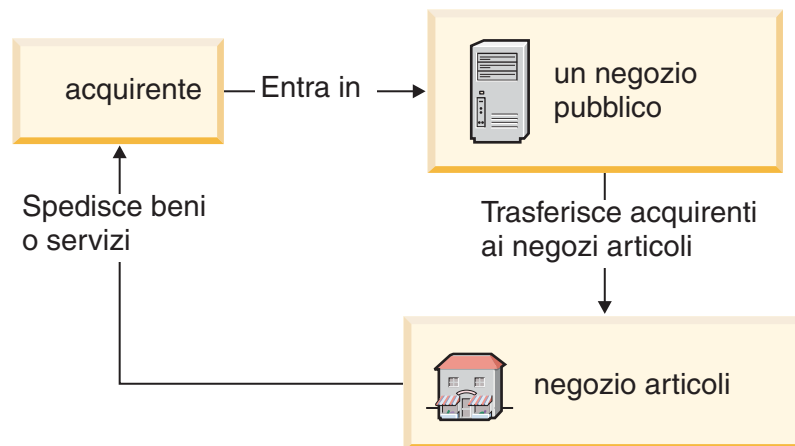 acquirente
Entra in
un negozio
pubblico
Spedisce beni
o servizi
Trasferisce acquirenti
ai negozi articoli
negozio articoli